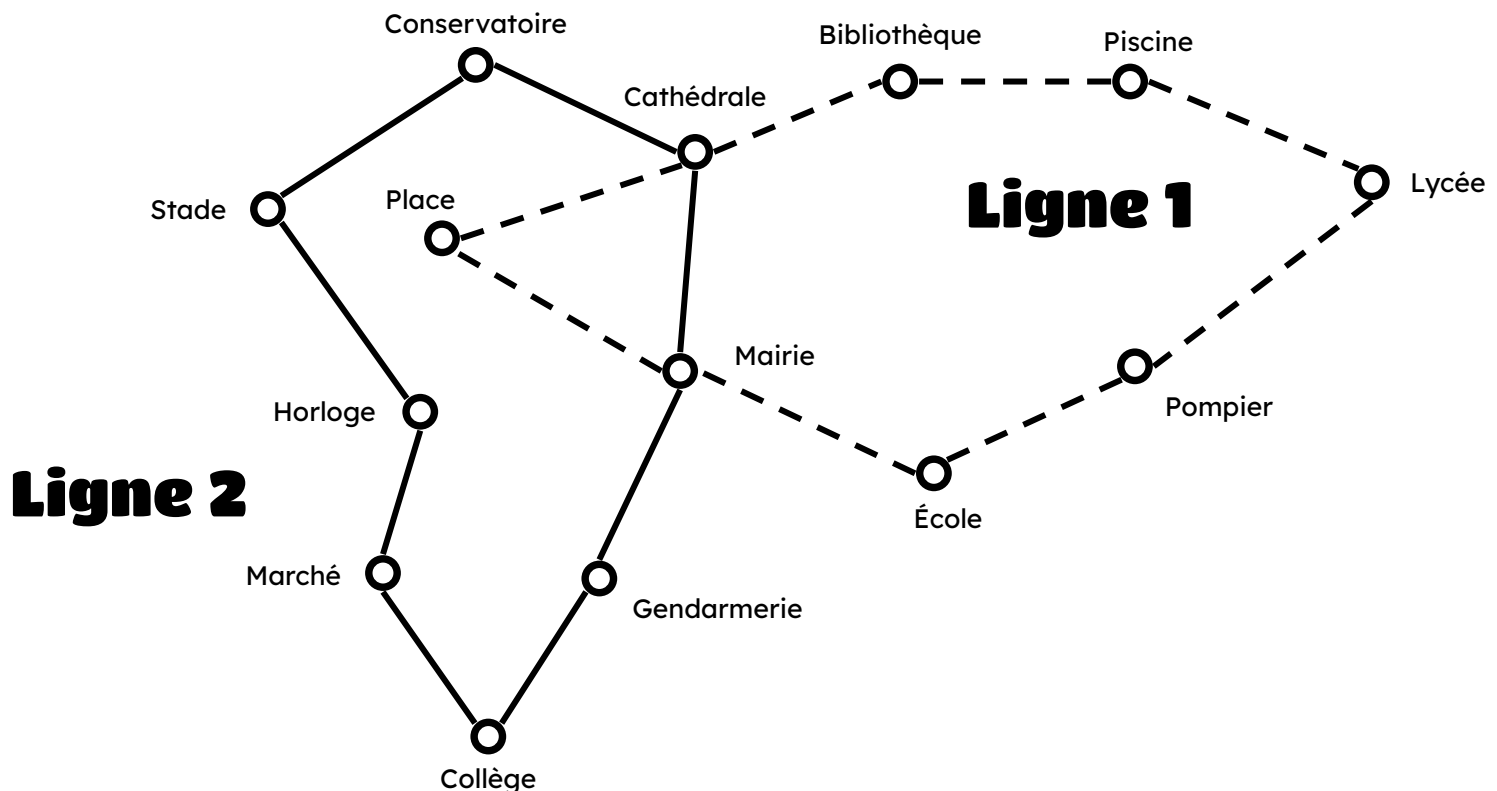 Conservatoire
Bibliothèque
Piscine
Cathédrale
Lycée
Place
Stade
Ligne 1
Mairie
Horloge
Pompier
Ligne 2
École
Marché
Gendarmerie
Collège